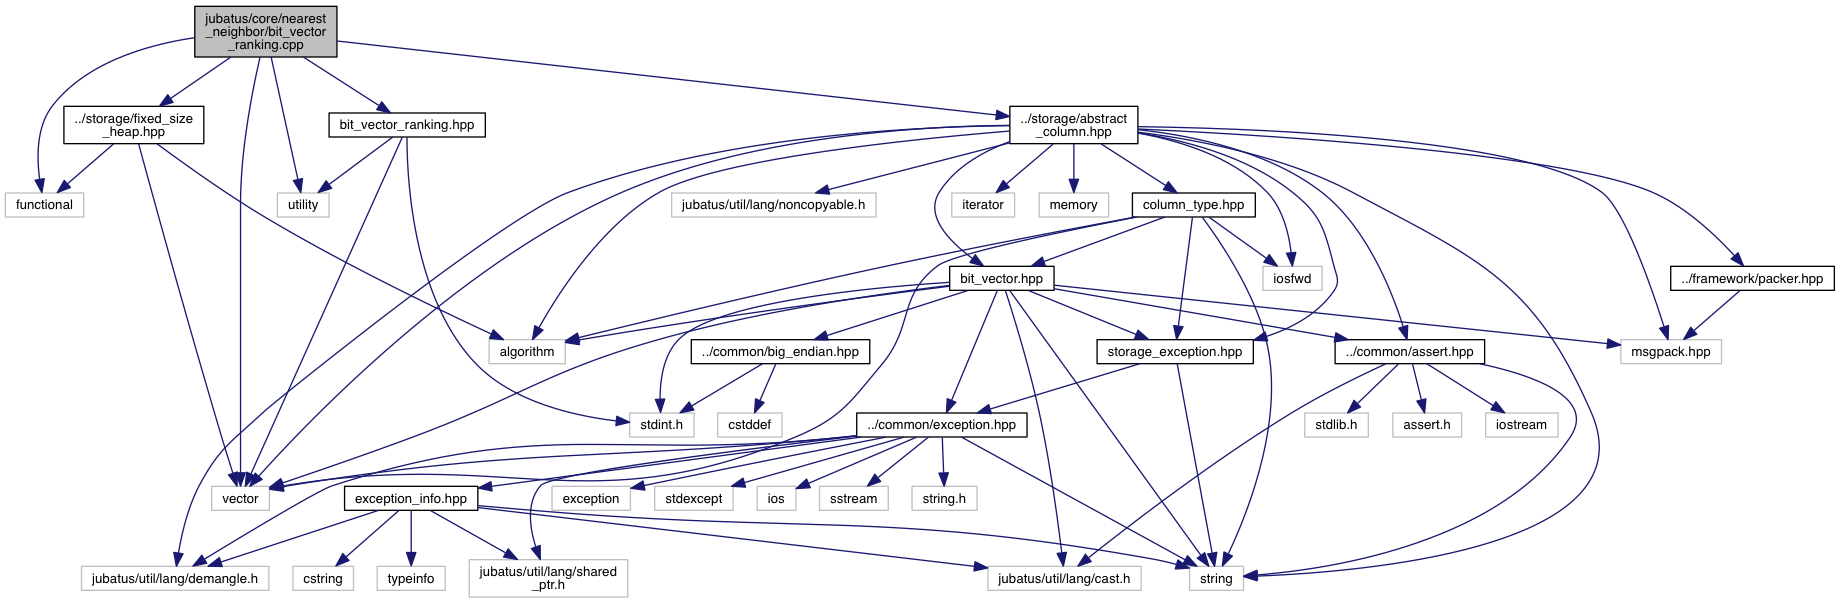 jubatus/core/nearest
_neighbor/bit_vector
_ranking.cpp
../storage/fixed_size
_heap.hpp
bit_vector_ranking.hpp
../storage/abstract
_column.hpp
functional
utility
jubatus/util/lang/noncopyable.h
iterator
memory
column_type.hpp
bit_vector.hpp
iosfwd
../framework/packer.hpp
algorithm
../common/big_endian.hpp
storage_exception.hpp
../common/assert.hpp
msgpack.hpp
stdint.h
cstddef
../common/exception.hpp
stdlib.h
assert.h
iostream
vector
exception_info.hpp
exception
stdexcept
ios
sstream
string.h
jubatus/util/lang/demangle.h
cstring
typeinfo
jubatus/util/lang/shared
_ptr.h
jubatus/util/lang/cast.h
string